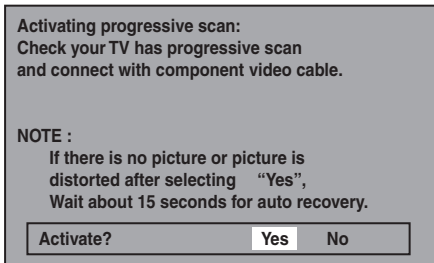 Activating progressive scan:
Check your TV has progressive scan
and connect with component video cable.
NOTE :
If there is no picture or picture is
distorted after selecting “Yes”,
Wait about 15 seconds for auto recovery.
Activate? Yes No